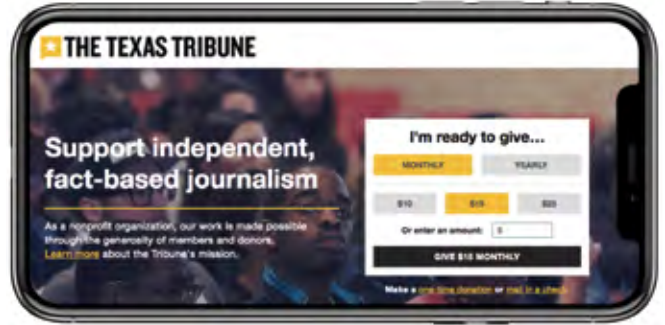 THE TEXAS TRIBUNE
Support independent,
fact-based journalism
As a nonprofit organization, our work is made possible
through the generosity of members and donors.
Learn more about the Tribune's mission.
I'm ready to give...
MONTHLY YEARLY
$10 $15 $25
Or enter an amount: $
GIVE $15 MONTHLY
Make a one time donation or mail in a check